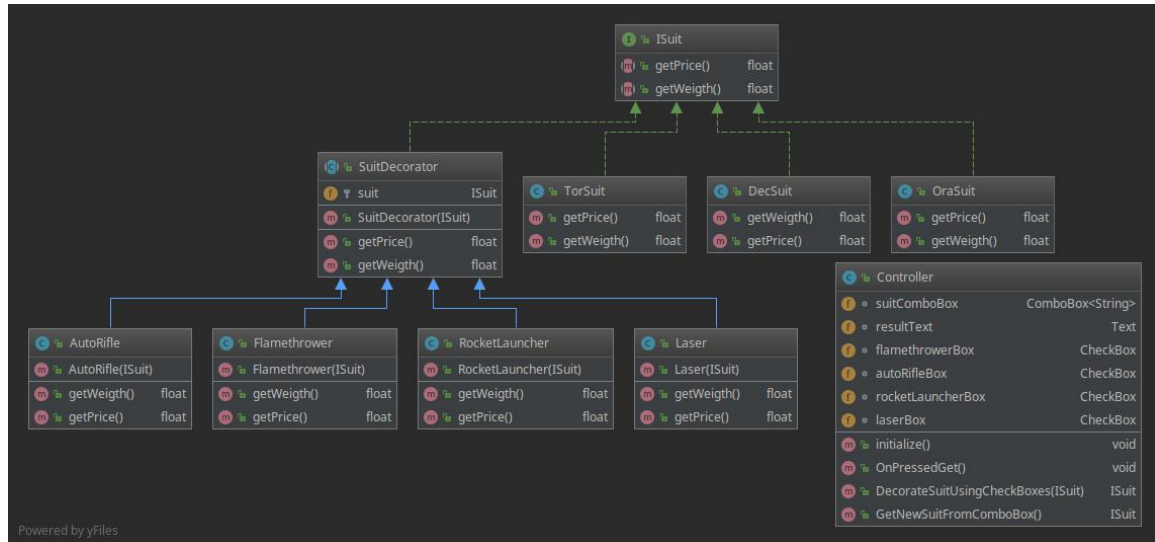 ISuit
getPrice() float
getWeigth() float
SuitDecorator
suit ISuit
SuitDecorator(ISuit)
getPrice() float
getWeigth() float
TorSuit
getPrice() float
getWeigth() float
DecSuit
getWeigth() float
getPrice() float
OraSuit
getPrice() float
getWeigth() float
AutoRifle
AutoRifle(ISuit)
getWeigth() float
getPrice() float
Flamethrower
Flamethrower(ISuit)
getWeigth() float
getPrice() float
RocketLauncher
RocketLauncher(ISuit)
getWeigth() float
getPrice() float
Laser
Laser(ISuit)
getWeigth() float
getPrice() float
Controller
suitComboBox ComboBox<String>
resultText Text
flamethrowerBox CheckBox
autoRifleBox CheckBox
rocketLauncherBox CheckBox
laserBox CheckBox
initialize() void
OnPressedGet() void
DecorateSuitUsingCheckBoxes(ISuit) ISuit
GetNewSuitFromComboBox() ISuit
Powered by yFiles